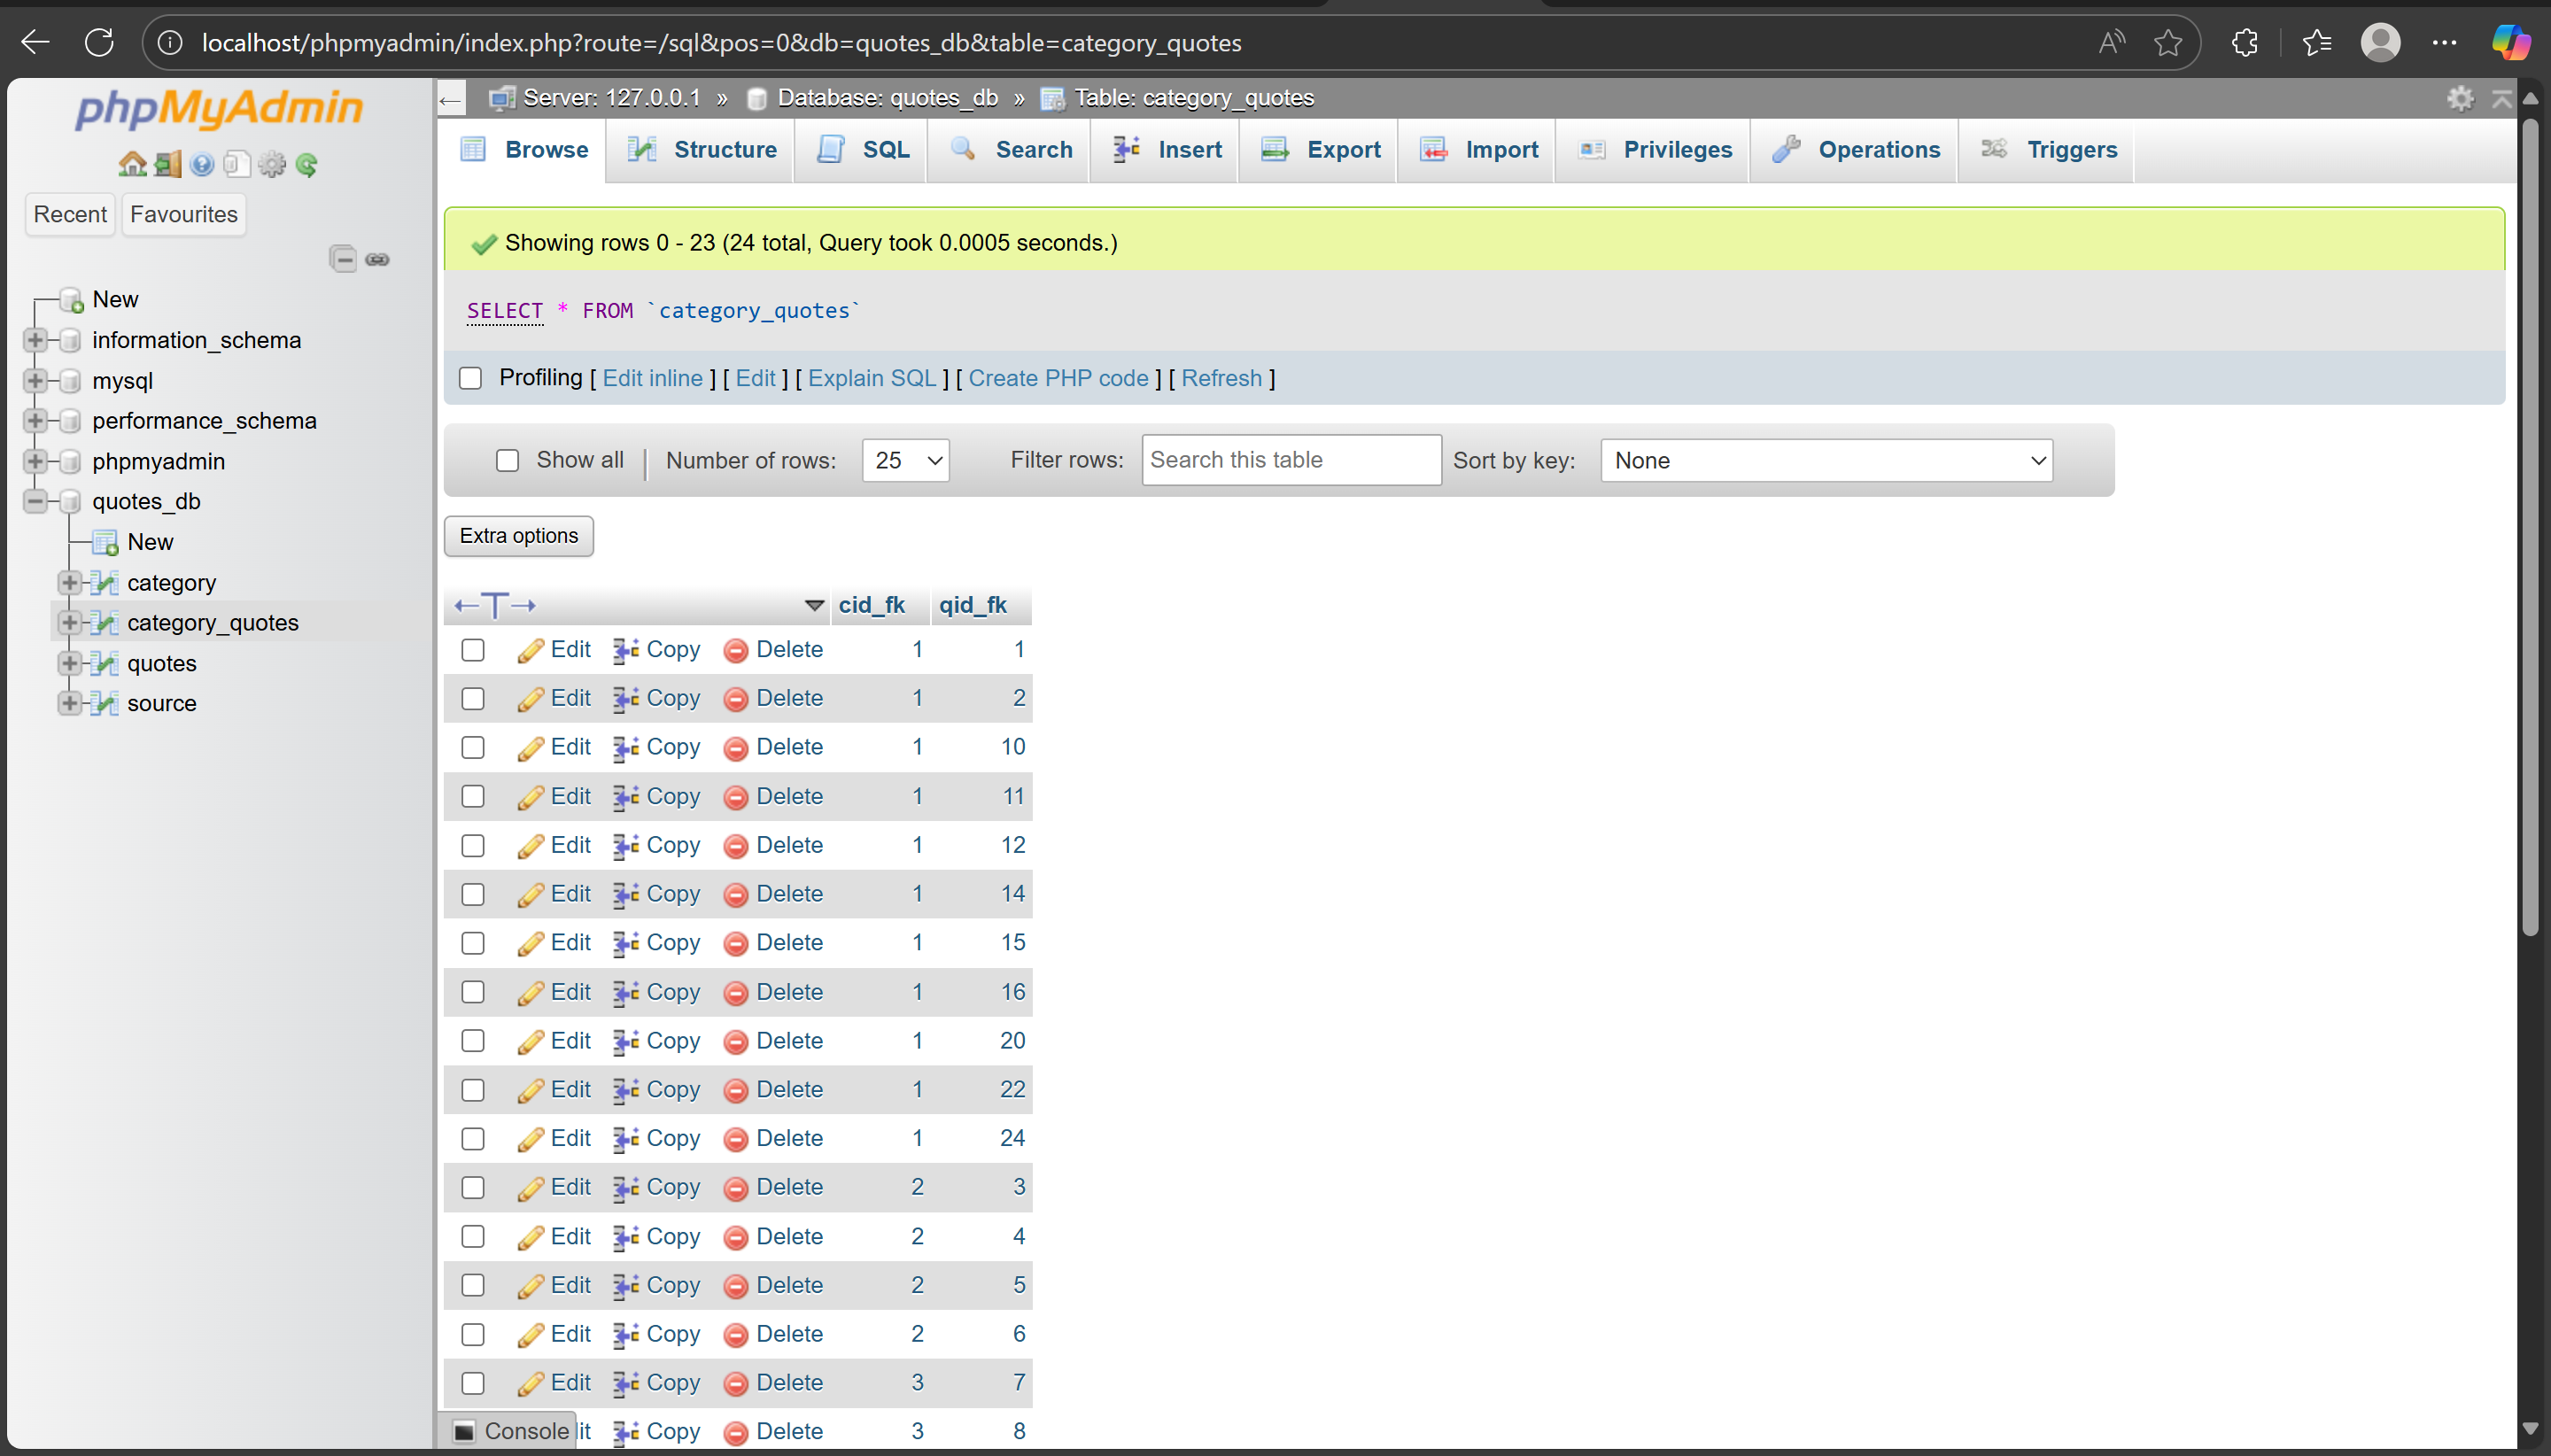 localhost/phpmyadmin/index.php?route=/sql&pos=0&db=quotes_db&table=category_quotes
phpMyAdmin
Recent Favourites
New
information_schema
mysql
performance_schema
phpmyadmin
quotes_db
New
category
category_quotes
quotes
source
Server: 127.0.0.1 » Database: quotes_db » Table: category_quotes
Browse Structure SQL Search Insert Export Import Privileges Operations Triggers
Showing rows 0 - 23 (24 total, Query took 0.0005 seconds.)
SELECT * FROM `category_quotes`
Profiling [ Edit inline ] [ Edit ] [ Explain SQL ] [ Create PHP code ] [ Refresh ]
Show all | Number of rows: 25 Filter rows: Search this table Sort by key: None
Extra options
←T→ cid_fk qid_fk
Edit Copy Delete 1 1
Edit Copy Delete 1 2
Edit Copy Delete 1 10
Edit Copy Delete 1 11
Edit Copy Delete 1 12
Edit Copy Delete 1 14
Edit Copy Delete 1 15
Edit Copy Delete 1 16
Edit Copy Delete 1 20
Edit Copy Delete 1 22
Edit Copy Delete 1 24
Edit Copy Delete 2 3
Edit Copy Delete 2 4
Edit Copy Delete 2 5
Edit Copy Delete 2 6
Edit Copy Delete 3 7
Console it Copy Delete 3 8